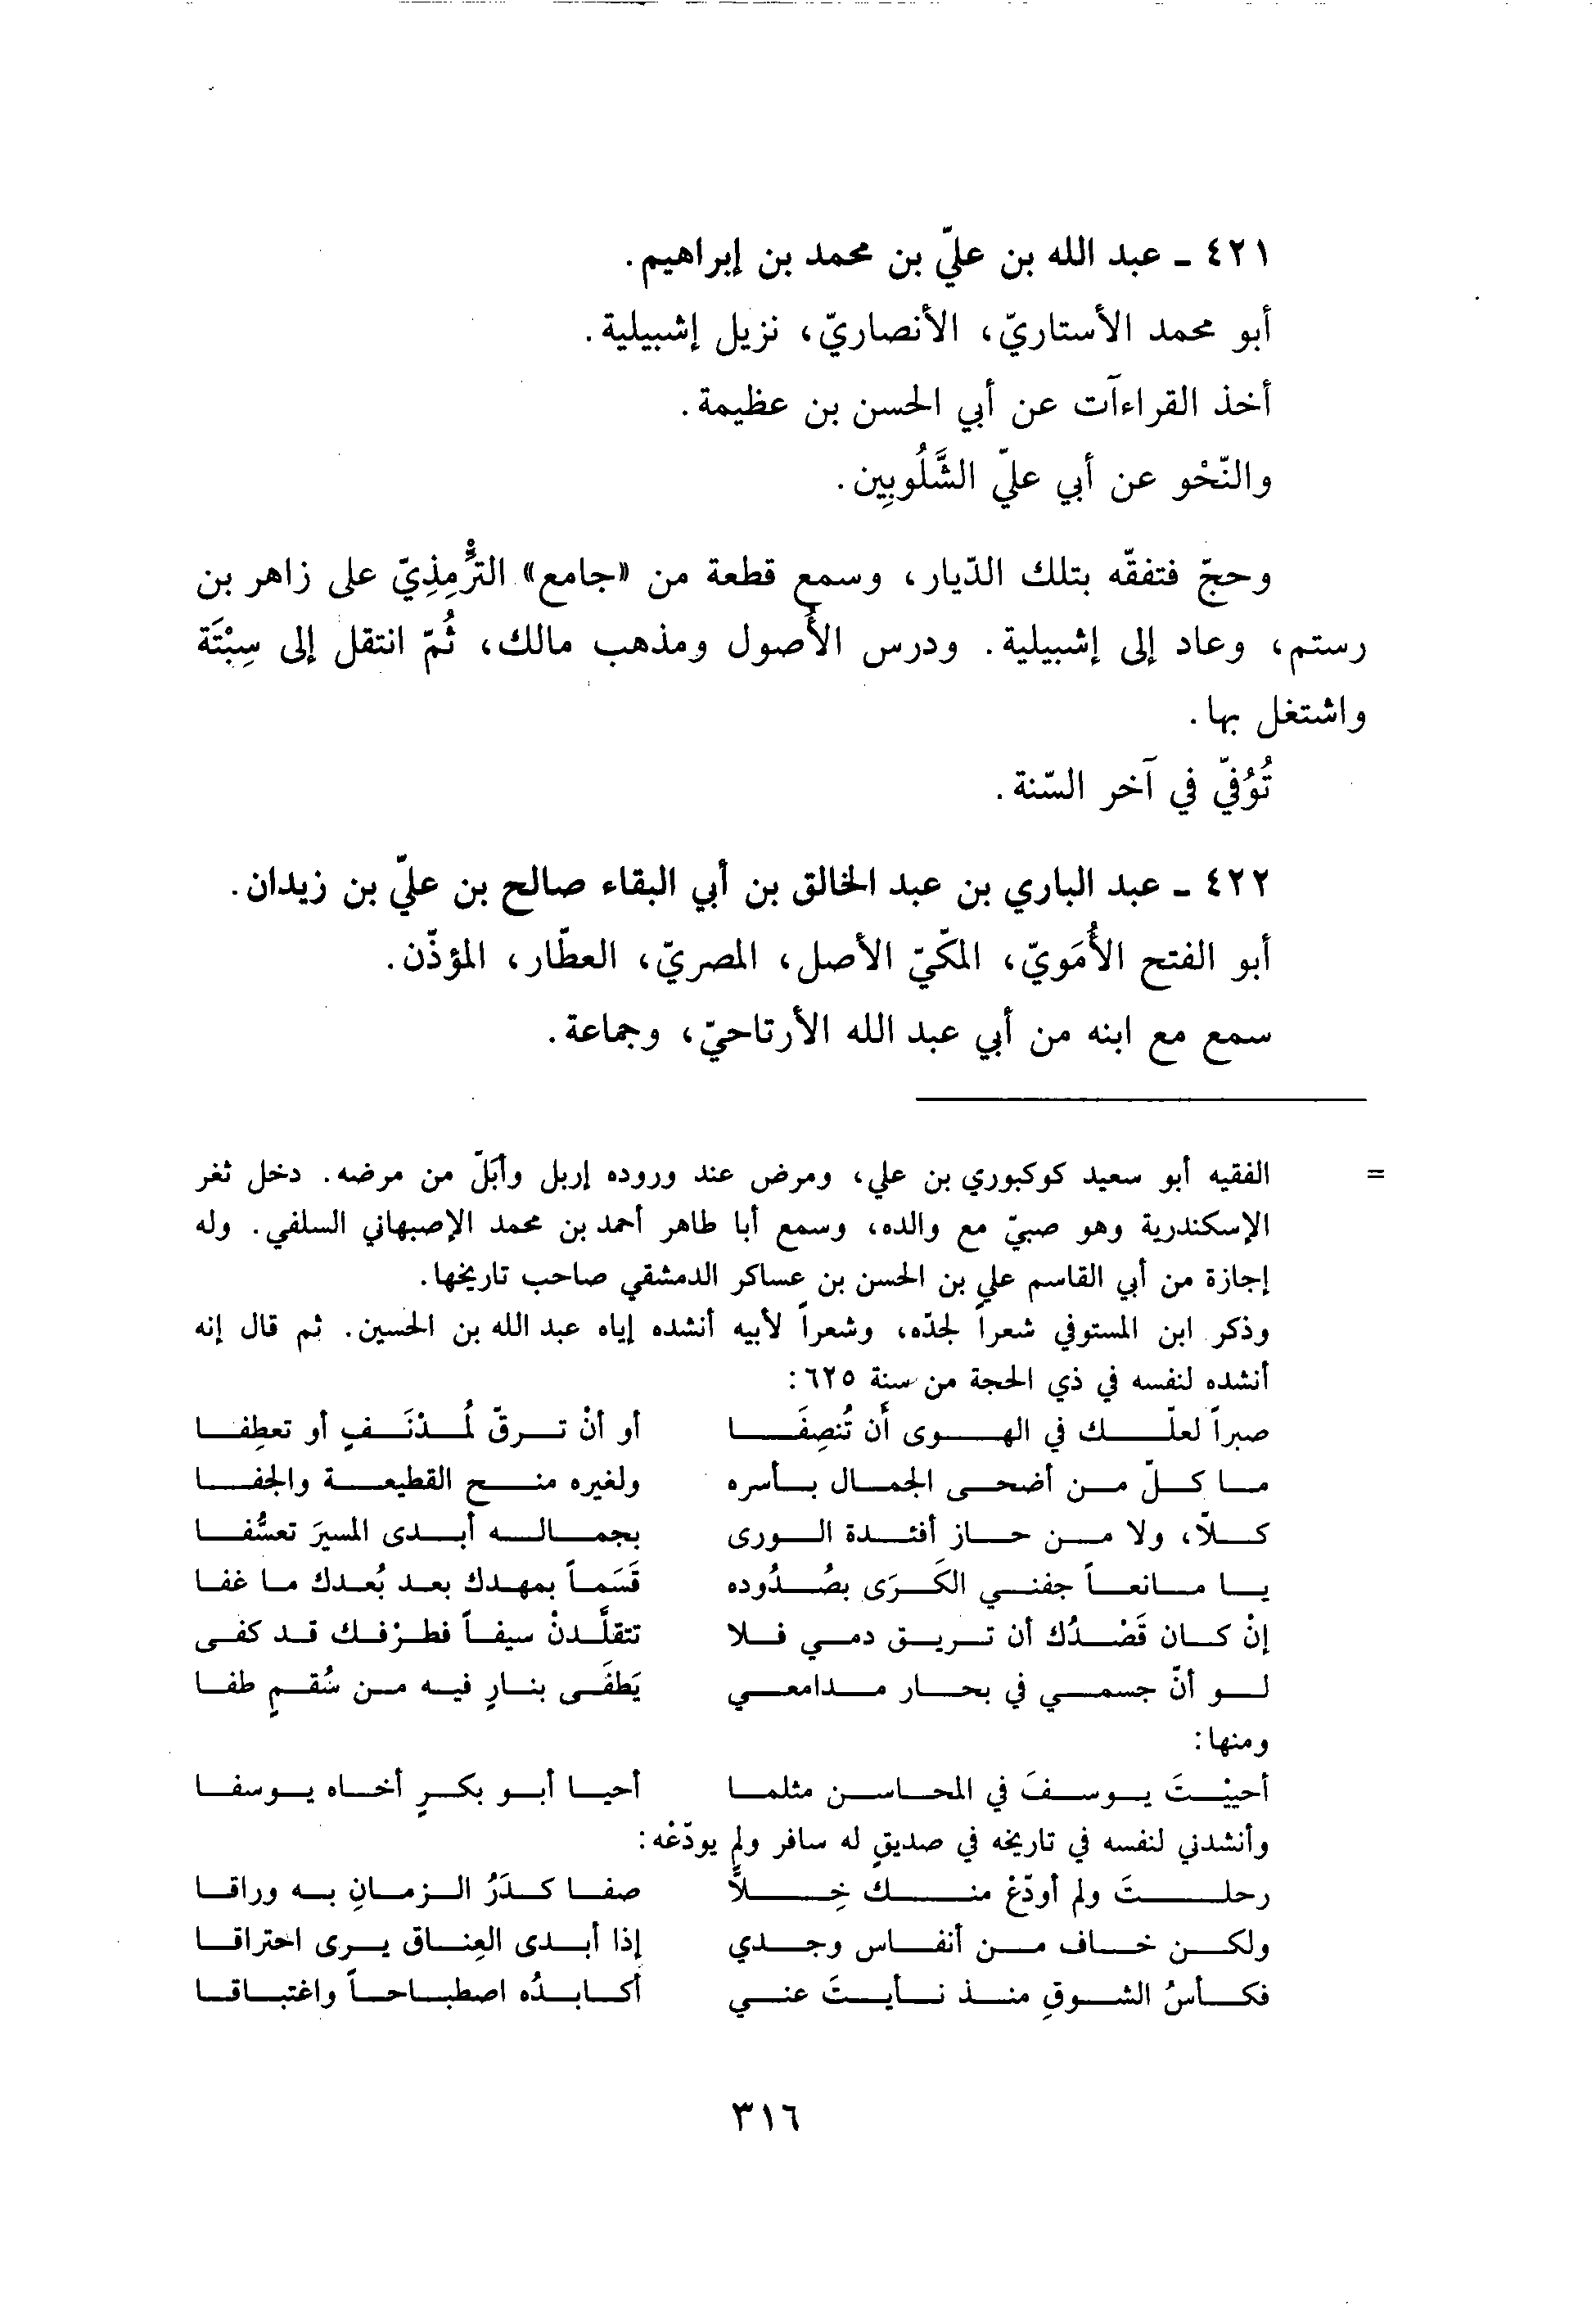 ٤٢١ ـ عبد الله بن عليّ بن محمد بن إبراهيم.
أبو محمد الأستاريّ، الأنصاريّ، نزيل إشبيلية.
أخذ القراءآت عن أبي الحسن بن عظيمة.
والنّحْو عن أبي عليّ الشَّلُوبِين.
وحجّ فتفقّه بتلك الدّيار، وسمع قطعة من «جامع» التِّرْمِذِيّ على زاهر بن
رستم، وعاد إلى إشبيلية. ودرس الأُصول ومذهب مالك، ثُمّ انتقل إلى سِبْتَة
واشتغل بها.
تُوُفّي في آخر السّنة.
٤٢٢ ـ عبد الباري بن عبد الخالق بن أبي البقاء صالح بن عليّ بن زيدان.
أبو الفتح الأُمَويّ، المكّيّ الأصل، المصريّ، العطّار، المؤذّن.
سمع مع ابنه من أبي عبد الله الأرتاحيّ، وجماعة.
= الفقيه أبو سعيد كوكبوري بن علي، ومرض عند وروده إربل وأبَلّ من مرضه. دخل ثغر
الإسكندرية وهو صبيّ مع والده، وسمع أبا طاهر أحمد بن محمد الإصبهاني السلفي. وله
إجازة من أبي القاسم علي بن الحسن بن عساكر الدمشقي صاحب تاريخها.
وذكر ابن المستوفي شعراً لجدّه، وشعراً لأبيه أنشده إياه عبد الله بن الحسين. ثم قال إنه
أنشده لنفسه في ذي الحجة من سنة ٦٢٥:
صبراً لعلّك في الهوى أن تُنصِفَا أو أنْ ترقّ لمُدْنَفٍ أو تعطِفا
ما كلّ من أضحى الجمال بأسره ولغيره منح القطيعة والجفا
كلّا، ولا من حاز أفئدة الورى بجماله أبدى المسيرَ تعسُّفا
يا مانعاً جفني الكَرَى بصُدُوده قَسَماً بمهدك بعد بُعدك ما غفا
إنْ كان قَصْدُك أن تريق دمي فلا تتقلَّدنْ سيفاً فطرْفك قد كفى
لو أنّ جسمي في بحار مدامعي يَطفَى بنارٍ فيه من سُقمٍ طفا
ومنها:
أحييْتَ يوسفَ في المحاسن مثلما أحيا أبو بكرٍ أخاه يوسفا
وأنشدني لنفسه في تاريخه في صديقٍ له سافر ولم يودّعْه:
رحلتَ ولم أودّعْ منك خِلاًّ صفا كدَرُ الزمانِ به وراقا
ولكن خاف من أنفاس وجدي إذا أبدى العِناق يرى احتراقا
فكأسُ الشوقِ منذ نأيتَ عني أكابدُه اصطباحاً واغتباقا
٣١٦